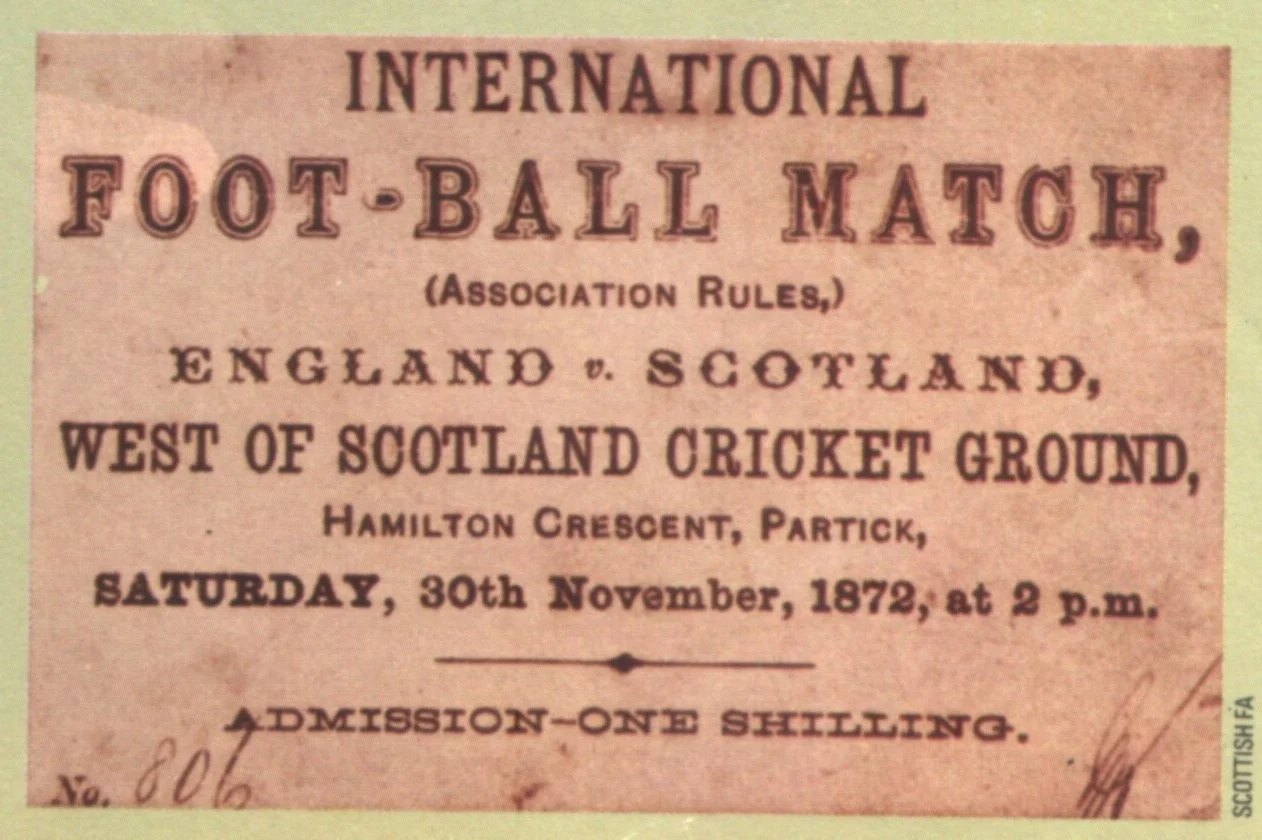 INTERNATIONAL
FOOT-BALL MATCH,
(ASSOCIATION RULES,)
ENGLAND v. SCOTLAND,
WEST OF SCOTLAND CRICKET GROUND,
HAMILTON CRESCENT, PARTICK,
SATURDAY, 30th November, 1872, at 2 p.m.
ADMISSION—ONE SHILLING.
No. 806
SCOTTISH FA